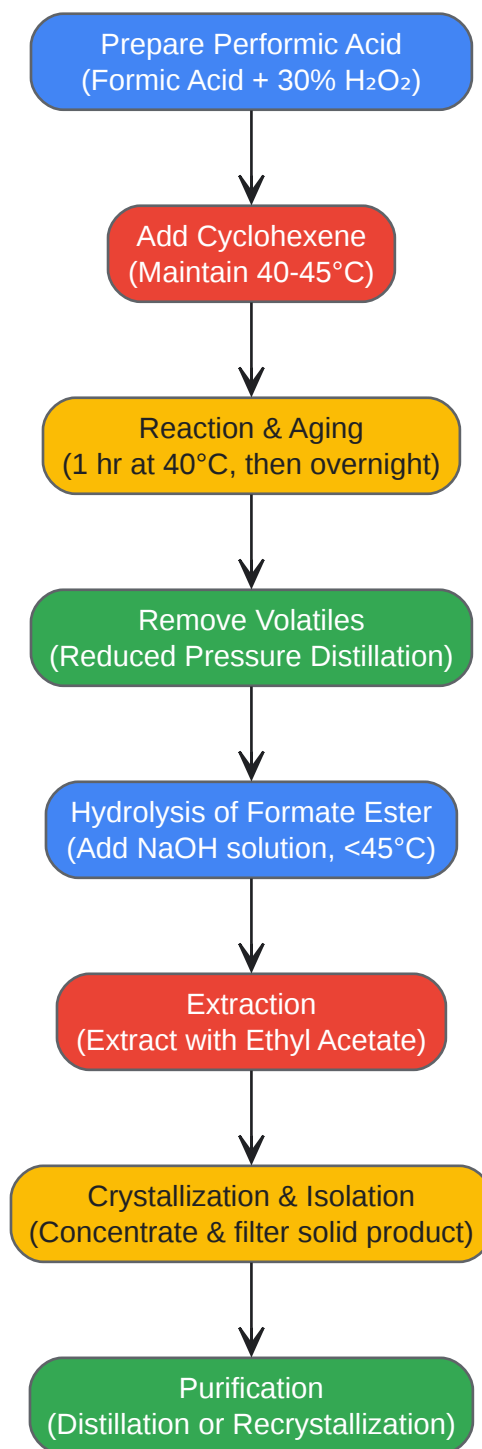 Prepare Performic Acid
(Formic Acid + 30% H₂O₂)
Add Cyclohexene
(Maintain 40-45°C)
Reaction & Aging
(1 hr at 40°C, then overnight)
Remove Volatiles
(Reduced Pressure Distillation)
Hydrolysis of Formate Ester
(Add NaOH solution, <45°C)
Extraction
(Extract with Ethyl Acetate)
Crystallization & Isolation
(Concentrate & filter solid product)
Purification
(Distillation or Recrystallization)